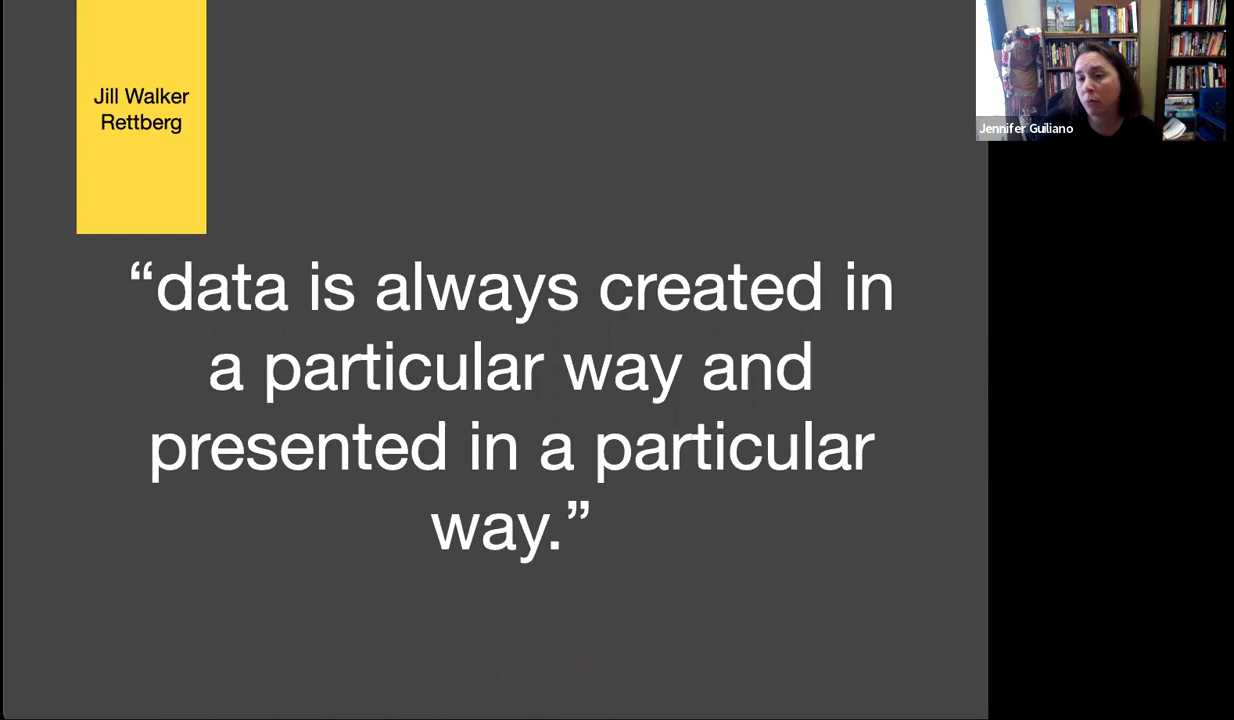 Jill Walker
Rettberg
“data is always created in
a particular way and
presented in a particular
way.”
Jennifer Guiliano